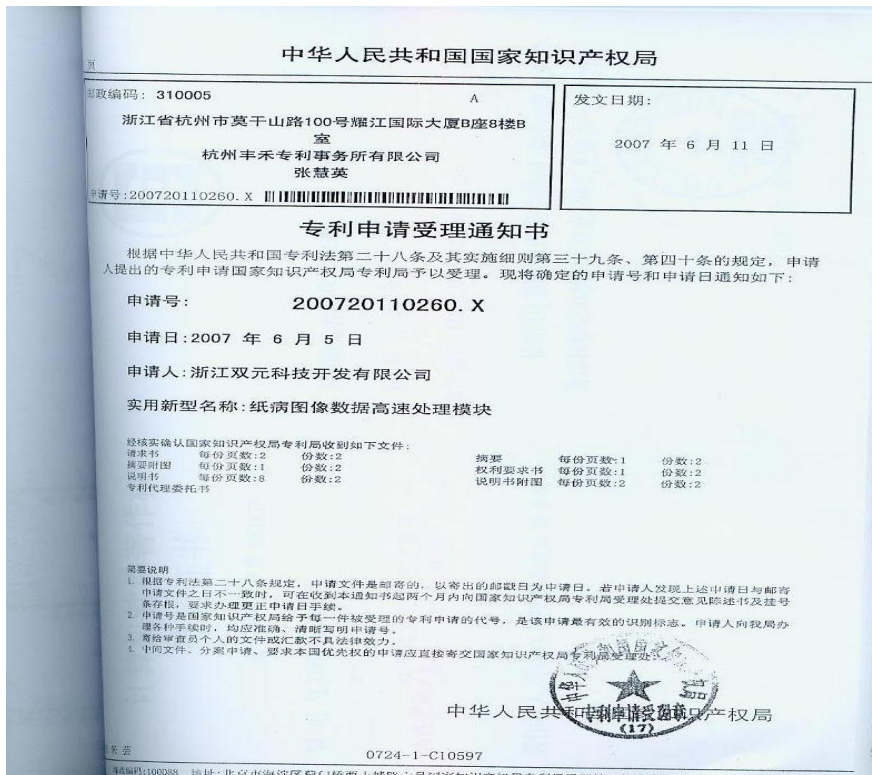 中华人民共和国国家知识产权局
页
邮政编码: 310005
A
浙江省杭州市莫干山路100号耀江国际大厦B座8楼B
室
杭州丰禾专利事务所有限公司
张慧英
申请号:200720110260.X
发文日期:
2007 年 6 月 11 日
专利申请受理通知书
根据中华人民共和国专利法第二十八条及其实施细则第三十九条、第四十条的规定, 申请
人提出的专利申请国家知识产权局专利局予以受理。现将确定的申请号和申请日通知如下:
申请号: 200720110260.X
申请日:2007 年 6 月 5 日
申请人:浙江双元科技开发有限公司
实用新型名称:纸病图像数据高速处理模块
经核实确认国家知识产权局专利局收到如下文件:
请求书 每份页数:2 份数:2 摘要 每份页数:1 份数:2
摘要附图 每份页数:1 份数:2 权利要求书 每份页数:1 份数:2
说明书 每份页数:8 份数:2 说明书附图 每份页数:2 份数:2
专利代理委托书
简要说明
1. 根据专利法第二十八条规定, 申请文件是邮寄的, 以寄出的邮戳日为申请日。若申请人发现上述申请日与邮寄
申请文件之日不一致时, 可在收到本通知书起两个月内向国家知识产权局专利局受理处提交意见陈述书及挂号
条存根, 要求办理更正申请日手续。
2. 申请号是国家知识产权局给予每一件被受理的专利申请的代号, 是该申请最有效的识别标志。申请人向我局办
理各种手续时, 均应准确、清晰写明申请号。
3. 寄给审查员个人的文件或汇款不具法律效力。
4. 中间文件、分案申请、要求本国优先权的申请应直接寄交国家知识产权局专利局受理处。
中华人民共和国国家知识产权局
专利申请受理章
(17)
0724-1-C10597
邮政编码:100088